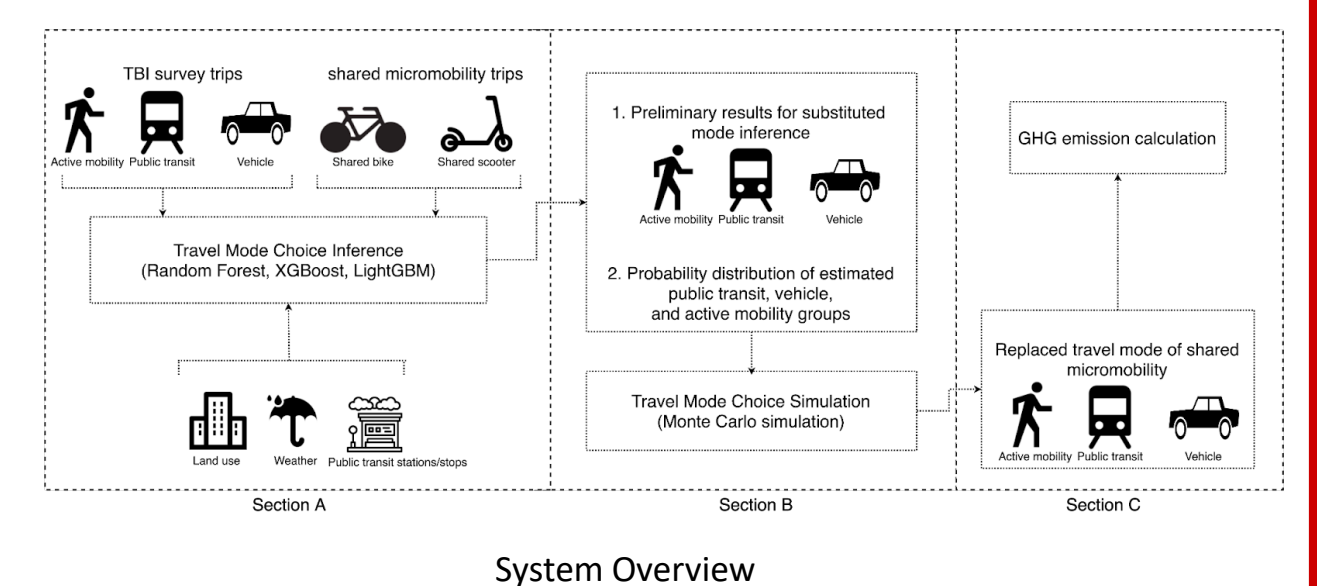 TBI survey trips
shared micromobility trips
Active mobility
Public transit
Vehicle
Shared bike
Shared scooter
Travel Mode Choice Inference
(Random Forest, XGBoost, LightGBM)
Land use
Weather
Public transit stations/stops
Section A
1. Preliminary results for substituted
mode inference
Active mobility
Public transit
Vehicle
2. Probability distribution of estimated
public transit, vehicle,
and active mobility groups
Travel Mode Choice Simulation
(Monte Carlo simulation)
Section B
GHG emission calculation
Replaced travel mode of shared
micromobility
Active mobility
Public transit
Vehicle
Section C
System Overview